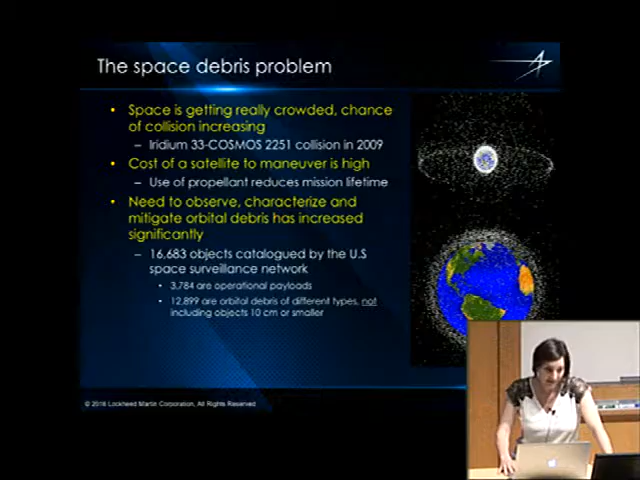 The space debris problem
• Space is getting really crowded, chance
of collision increasing
– Iridium 33-COSMOS 2251 collision in 2009
• Cost of a satellite to maneuver is high
– Use of propellant reduces mission lifetime
• Need to observe, characterize and
mitigate orbital debris has increased
significantly
– 16,683 objects catalogued by the U.S
space surveillance network
• 3,784 are operational payloads
• 12,899 are orbital debris of different types, not
including objects 10 cm or smaller
© 2016 Lockheed Martin Corporation, All Rights Reserved